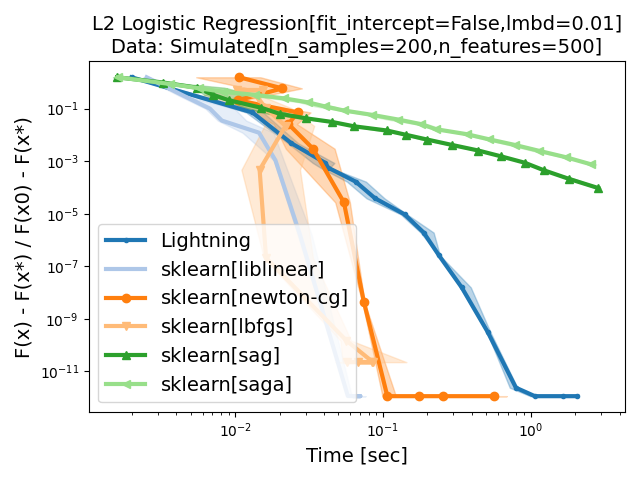 L2 Logistic Regression[fit_intercept=False,lmbd=0.01]
Data: Simulated[n_samples=200,n_features=500]
F(x) - F(x*) / F(x0) - F(x*)
10⁻¹
10⁻³
10⁻⁵
10⁻⁷
10⁻⁹
10⁻¹¹
Lightning
sklearn[liblinear]
sklearn[newton-cg]
sklearn[lbfgs]
sklearn[sag]
sklearn[saga]
10⁻²
10⁻¹
10⁰
Time [sec]